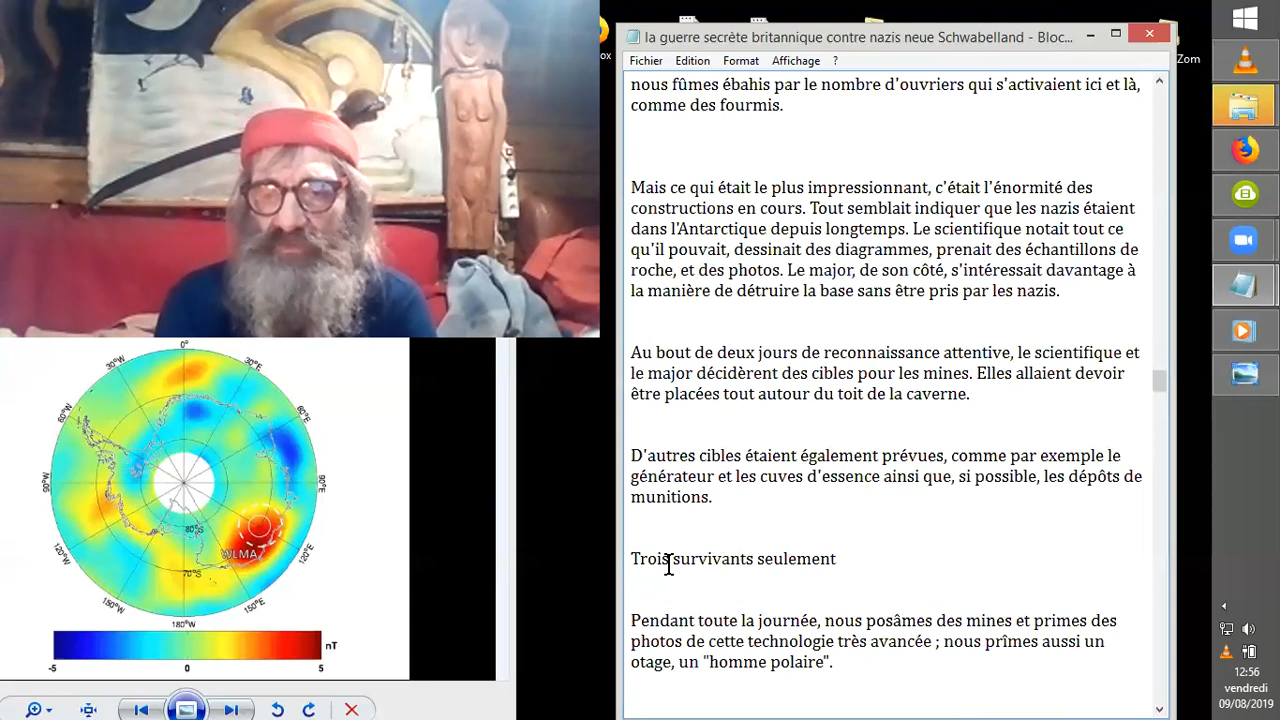 la guerre secrète britannique contre nazis neue Schwabelland - Bloc...
Fichier Edition Format Affichage ?
nous fûmes ébahis par le nombre d'ouvriers qui s'activaient ici et là,
comme des fourmis.
Mais ce qui était le plus impressionnant, c'était l'énormité des
constructions en cours. Tout semblait indiquer que les nazis étaient
dans l'Antarctique depuis longtemps. Le scientifique notait tout ce
qu'il pouvait, dessinait des diagrammes, prenait des échantillons de
roche, et des photos. Le major, de son côté, s'intéressait davantage à
la manière de détruire la base sans être pris par les nazis.
Au bout de deux jours de reconnaissance attentive, le scientifique et
le major décidèrent des cibles pour les mines. Elles allaient devoir
être placées tout autour du toit de la caverne.
D'autres cibles étaient également prévues, comme par exemple le
générateur et les cuves d'essence ainsi que, si possible, les dépôts de
munitions.
Trois survivants seulement
Pendant toute la journée, nous posâmes des mines et primes des
photos de cette technologie très avancée ; nous prîmes aussi un
otage, un "homme polaire".
ox
Zom
0°
30°W
30°E
60°W
60°E
90°W
90°E
80°S
WLMA
120°E
70°S
120°W
150°W
150°E
180°W
nT
-5 0 5
12:56
vendredi
09/08/2019